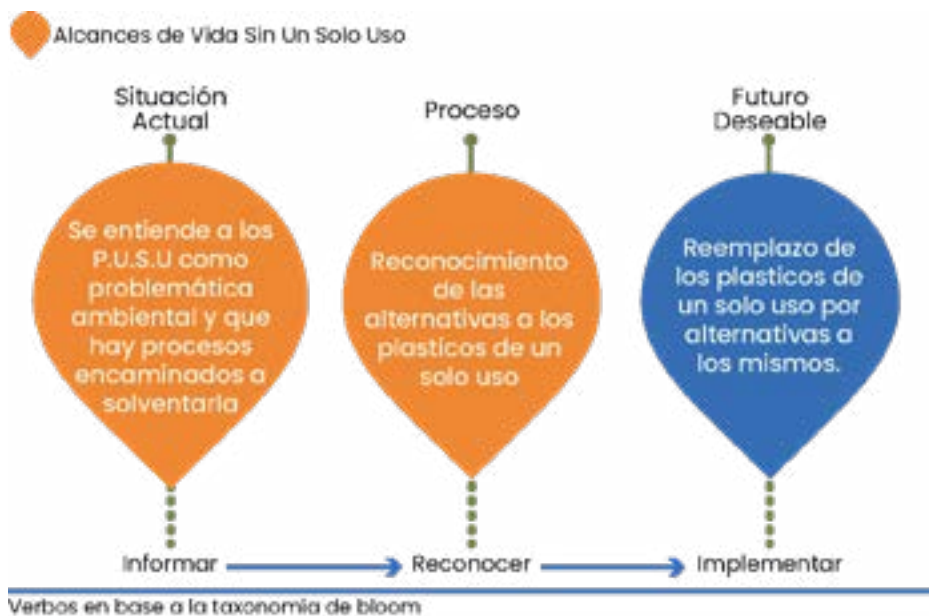 Alcances de Vida Sin Un Solo Uso
Situación
Actual
Proceso
Futuro
Deseable
Se entiende a los
P.U.S.U como
problemática
ambiental y que
hay procesos
encaminados a
solventarla
Reconocimiento
de las
alternativas a los
plasticos de un
solo uso
Reemplazo de
los plasticos de
un solo uso por
alternativas a
los mismos.
Informar
Reconocer
Implementar
Verbos en base a la taxonomia de bloom